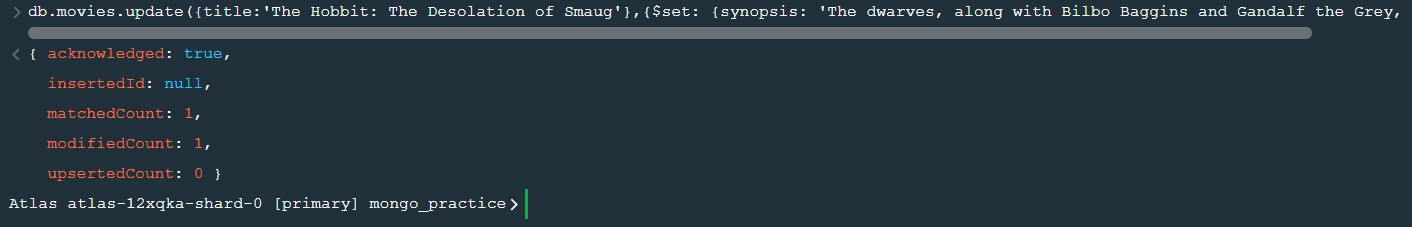 > db.movies.update({title:'The Hobbit: The Desolation of Smaug'},{$set: {synopsis: 'The dwarves, along with Bilbo Baggins and Gandalf the Grey,
< { acknowledged: true,
insertedId: null,
matchedCount: 1,
modifiedCount: 1,
upsertedCount: 0 }
Atlas atlas-12xqka-shard-0 [primary] mongo_practice>